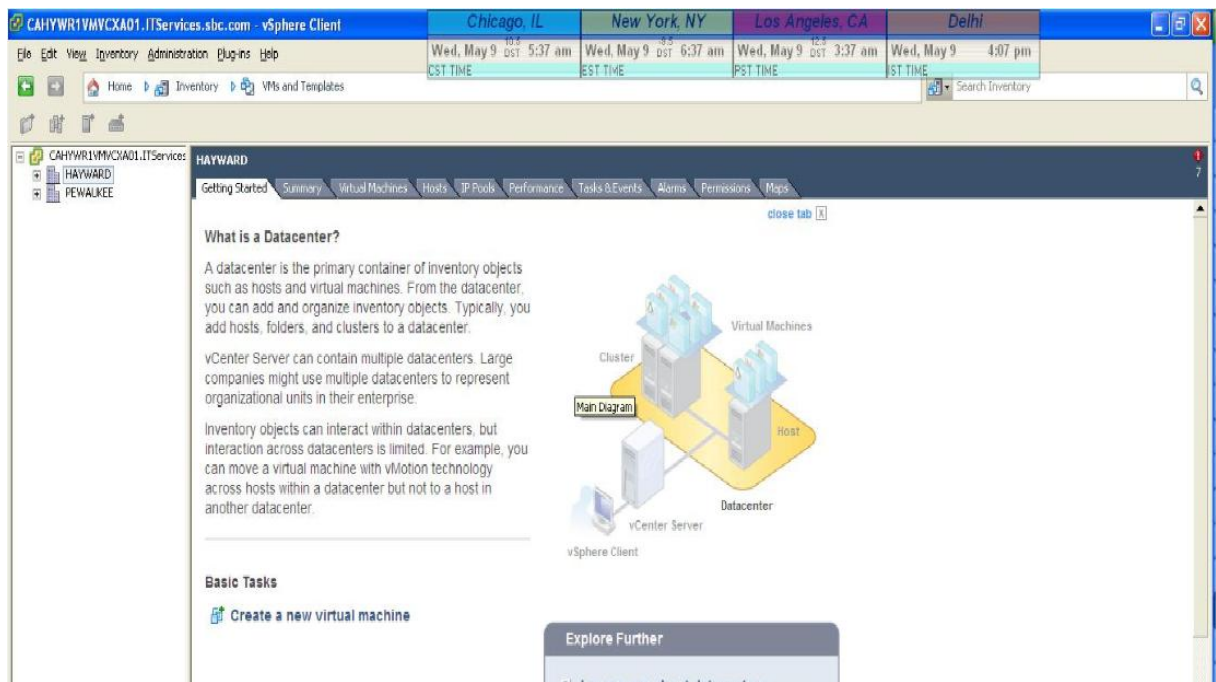 CAHYWR1VMVCXA01.ITServices.sbc.com - vSphere Client
Chicago, IL
New York, NY
Los Angeles, CA
Delhi
File Edit View Inventory Administration Plug-ins Help
Wed, May 9 10.5 DST 5:37 am
Wed, May 9 -9.5 DST 6:37 am
Wed, May 9 12.5 DST 3:37 am
Wed, May 9 4:07 pm
CST TIME
EST TIME
PST TIME
IST TIME
Home Inventory VMs and Templates
Search Inventory
CAHYWR1VMVCXA01.ITServices
HAYWARD
PEWAUKEE
HAYWARD
7
Getting Started Summary Virtual Machines Hosts IP Pools Performance Tasks & Events Alarms Permissions Maps
close tab X
What is a Datacenter?
A datacenter is the primary container of inventory objects
such as hosts and virtual machines. From the datacenter,
you can add and organize inventory objects. Typically, you
add hosts, folders, and clusters to a datacenter.
vCenter Server can contain multiple datacenters. Large
companies might use multiple datacenters to represent
organizational units in their enterprise.
Inventory objects can interact within datacenters, but
interaction across datacenters is limited. For example, you
can move a virtual machine with vMotion technology
across hosts within a datacenter but not to a host in
another datacenter.
Virtual Machines
Cluster
Main Diagram
Host
Datacenter
vCenter Server
vSphere Client
Basic Tasks
Create a new virtual machine
Explore Further